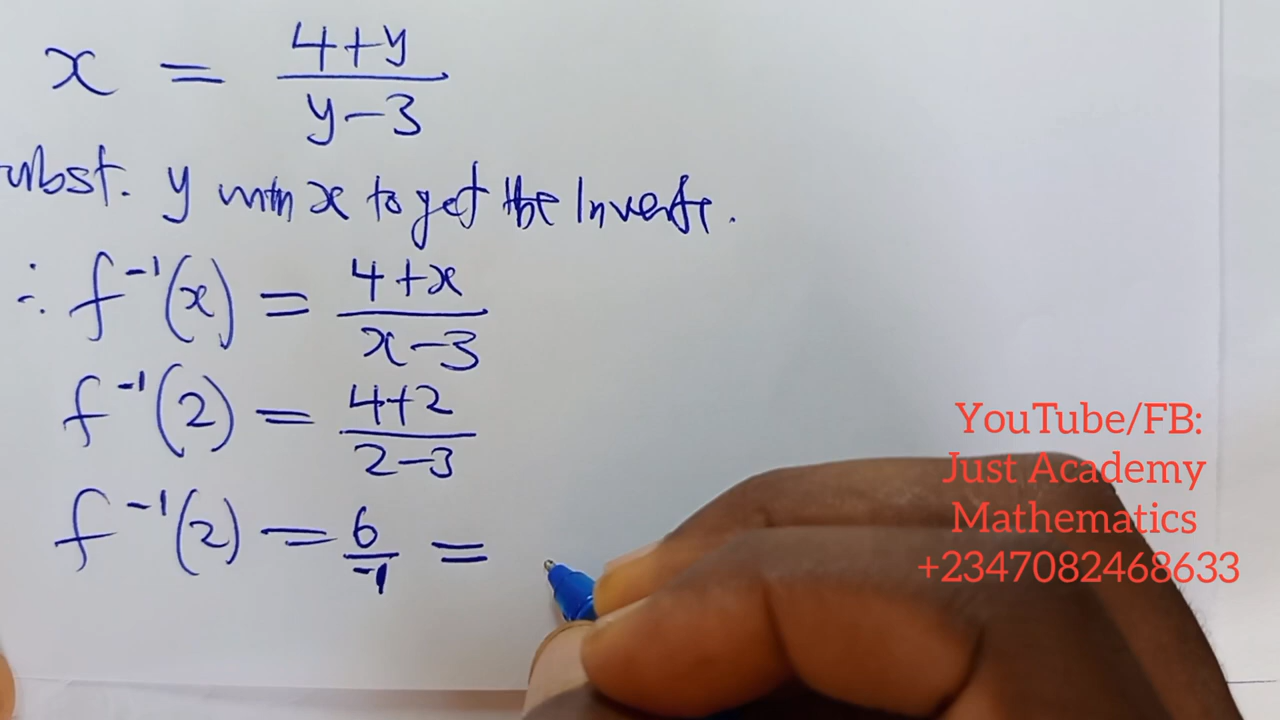 x = 4+y / y-3
ubst. y with x to get the Inverse.
∴ f⁻¹(x) = 4+x / x-3
f⁻¹(2) = 4+2 / 2-3
f⁻¹(2) = 6 / -1 =
YouTube/FB:
Just Academy
Mathematics
+2347082468633